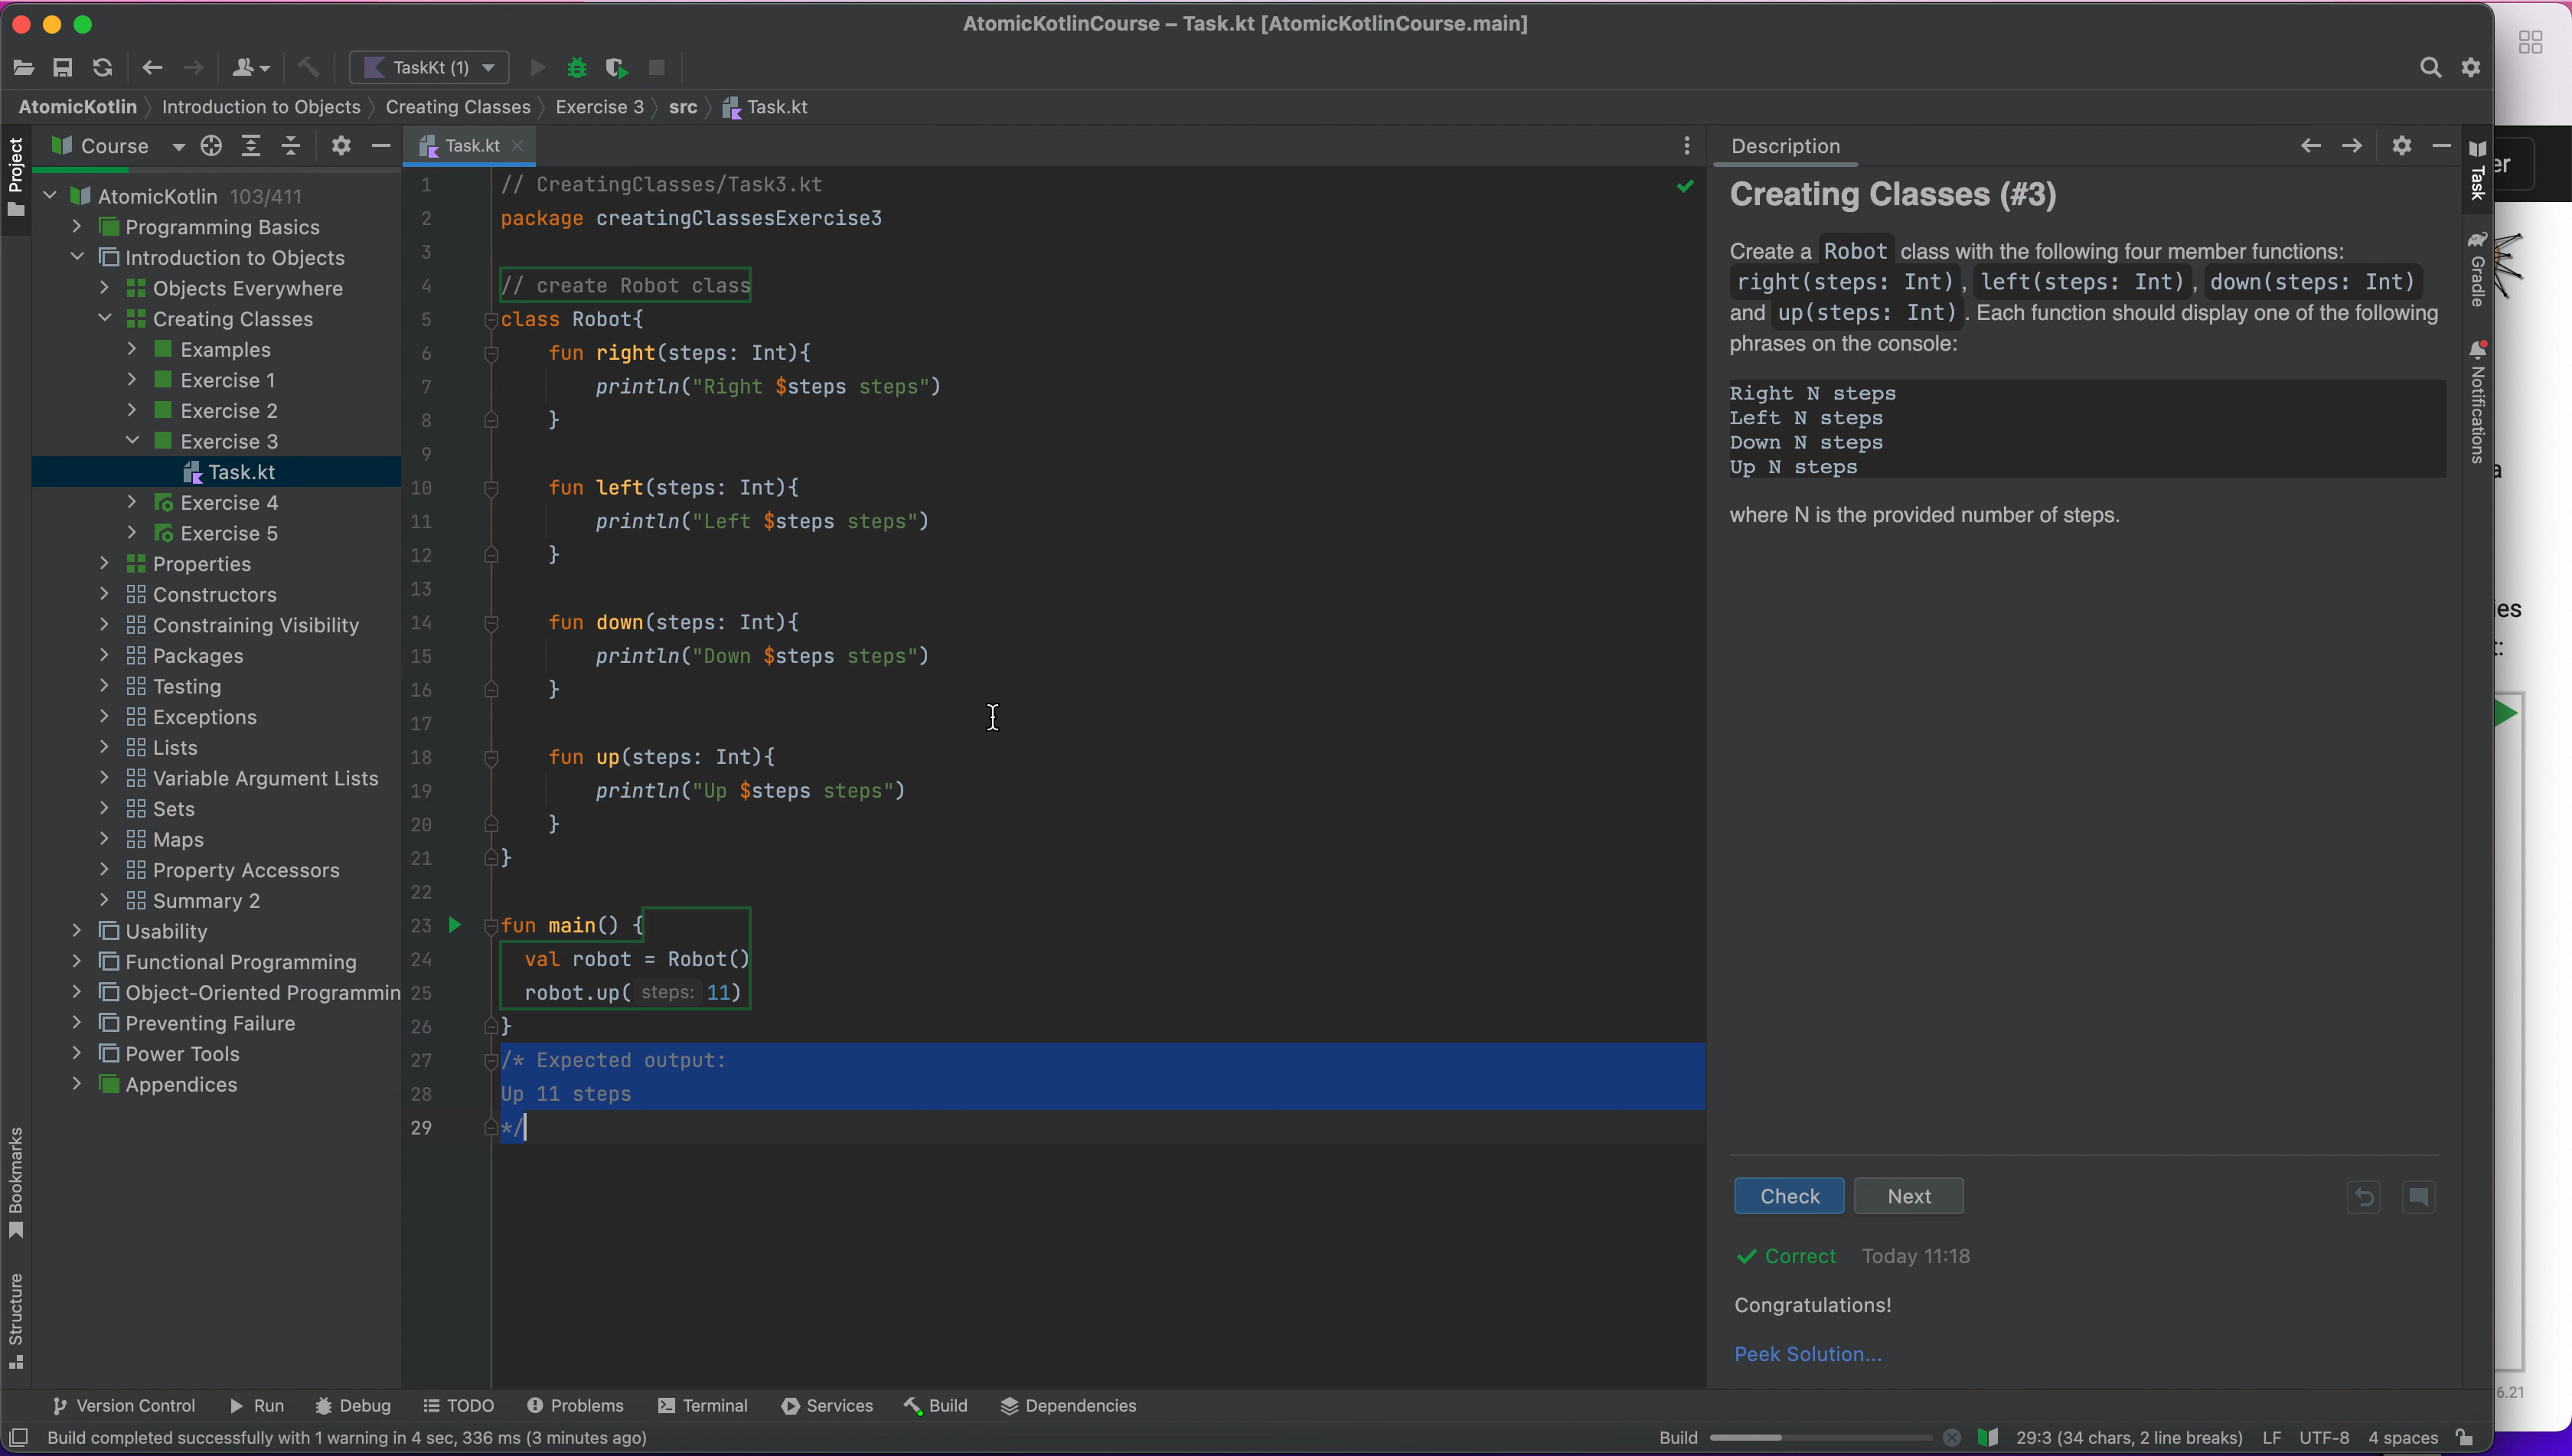 AtomicKotlinCourse – Task.kt [AtomicKotlinCourse.main]
TaskKt (1)
AtomicKotlin Introduction to Objects Creating Classes Exercise 3 src Task.kt
Project
Course
AtomicKotlin 103/411
Programming Basics
Introduction to Objects
Objects Everywhere
Creating Classes
Examples
Exercise 1
Exercise 2
Exercise 3
Task.kt
Exercise 4
Exercise 5
Properties
Constructors
Constraining Visibility
Packages
Testing
Exceptions
Lists
Variable Argument Lists
Sets
Maps
Property Accessors
Summary 2
Usability
Functional Programming
Object-Oriented Programmin
Preventing Failure
Power Tools
Appendices
Bookmarks
Structure
Task.kt
1 // CreatingClasses/Task3.kt
2 package creatingClassesExercise3
3
4 // create Robot class
5 class Robot{
6 fun right(steps: Int){
7 println("Right $steps steps")
8 }
9
10 fun left(steps: Int){
11 println("Left $steps steps")
12 }
13
14 fun down(steps: Int){
15 println("Down $steps steps")
16 }
17
18 fun up(steps: Int){
19 println("Up $steps steps")
20 }
21 }
22
23 fun main() {
24 val robot = Robot()
25 robot.up( steps: 11)
26 }
27 /* Expected output:
28 Up 11 steps
29 */
Description
Creating Classes (#3)
Create a Robot class with the following four member functions:
right(steps: Int), left(steps: Int), down(steps: Int)
and up(steps: Int). Each function should display one of the following
phrases on the console:
Right N steps
Left N steps
Down N steps
Up N steps
where N is the provided number of steps.
Check Next
Correct Today 11:18
Congratulations!
Peek Solution...
Task
Gradle
Notifications
er
a
ies
t:
6.21
Version Control Run Debug TODO Problems Terminal Services Build Dependencies
Build completed successfully with 1 warning in 4 sec, 336 ms (3 minutes ago)
Build 29:3 (34 chars, 2 line breaks) LF UTF-8 4 spaces